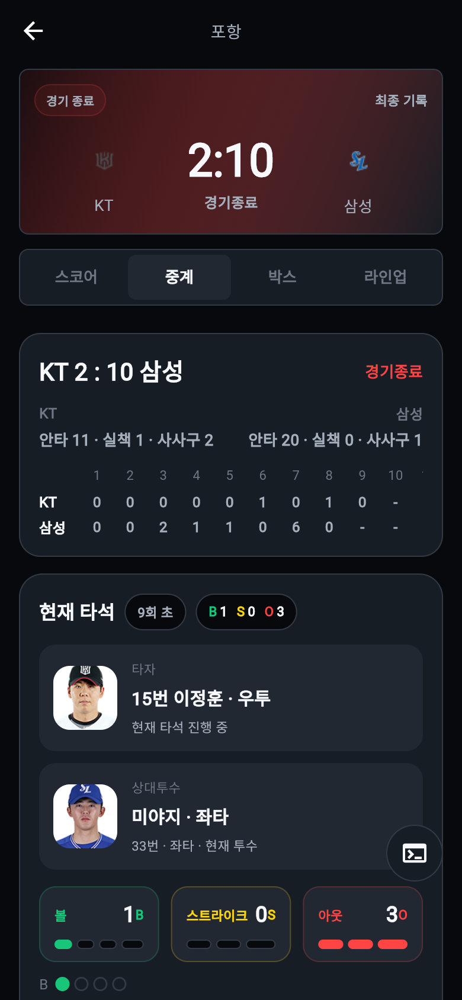 포항
경기 종료
최종 기록
2:10
경기종료
KT
삼성
스코어 중계 박스 라인업
KT 2 : 10 삼성
경기종료
KT 삼성
안타 11 · 실책 1 · 사사구 2 안타 20 · 실책 0 · 사사구 1
1 2 3 4 5 6 7 8 9 10
KT 0 0 0 0 0 1 0 1 0 -
삼성 0 0 2 1 1 0 6 0 - -
현재 타석 9회 초 B 1 S 0 O 3
타자
15번 이정훈 · 우투
현재 타석 진행 중
상대투수
미야지 · 좌타
33번 · 좌타 · 현재 투수
볼 1B 스트라이크 0S 아웃 3O
B